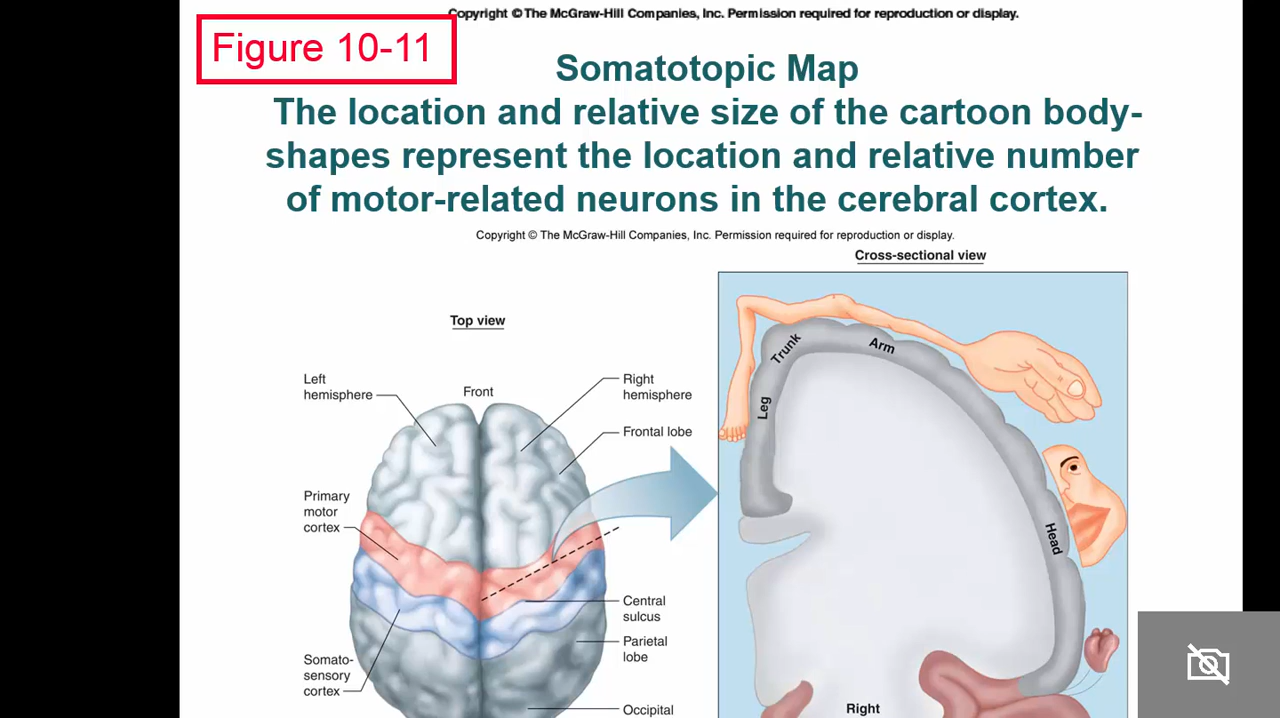 Copyright © The McGraw-Hill Companies, Inc. Permission required for reproduction or display.
Figure 10-11
Somatotopic Map
The location and relative size of the cartoon body-
shapes represent the location and relative number
of motor-related neurons in the cerebral cortex.
Copyright © The McGraw-Hill Companies, Inc. Permission required for reproduction or display.
Cross-sectional view
Top view
Left
hemisphere
Front
Right
hemisphere
Frontal lobe
Primary
motor
cortex
Central
sulcus
Parietal
lobe
Somato-
sensory
cortex
Occipital
Trunk
Arm
Leg
Head
Right